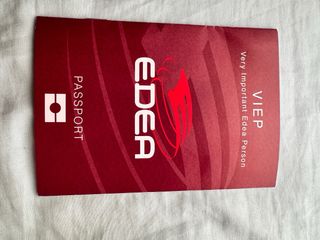 VIEP
Very Important Edea Person
EDEA
PASSPORT